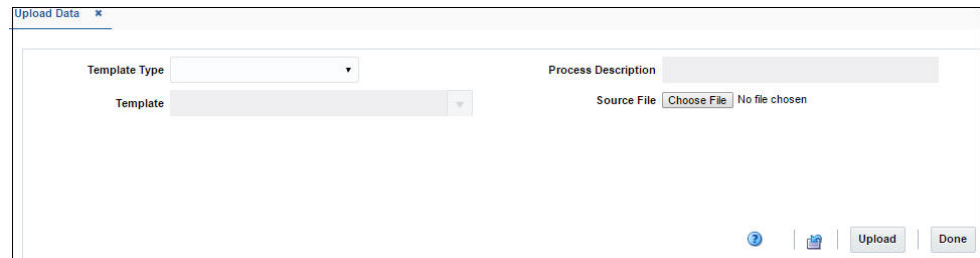 Upload Data
Template Type
Process Description
Template
Source File Choose File No file chosen
Upload Done